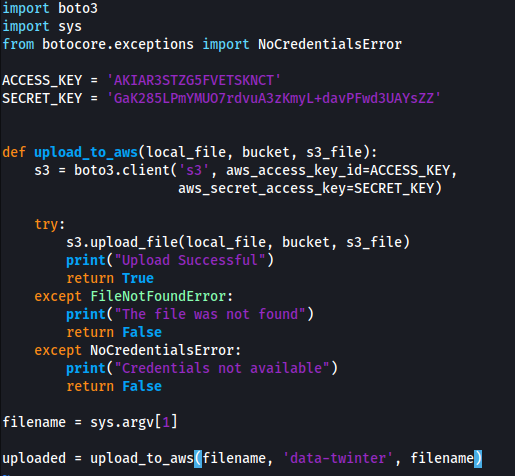 import boto3
import sys
from botocore.exceptions import NoCredentialsError
ACCESS_KEY = 'AKIAR3STZG5FVETSKNCT'
SECRET_KEY = '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'
def upload_to_aws(local_file, bucket, s3_file):
    s3 = boto3.client('s3', aws_access_key_id=ACCESS_KEY,
                      aws_secret_access_key=SECRET_KEY)
    try:
        s3.upload_file(local_file, bucket, s3_file)
        print("Upload Successful")
        return True
    except FileNotFoundError:
        print("The file was not found")
        return False
    except NoCredentialsError:
        print("Credentials not available")
        return False
filename = sys.argv[1]
uploaded = upload_to_aws(filename, 'data-twinter', filename)